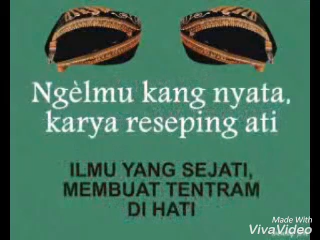 Ngèlmu kang nyata,
karya reseping ati
ILMU YANG SEJATI,
MEMBUAT TENTRAM
DI HATI
Made With
VivaVideo